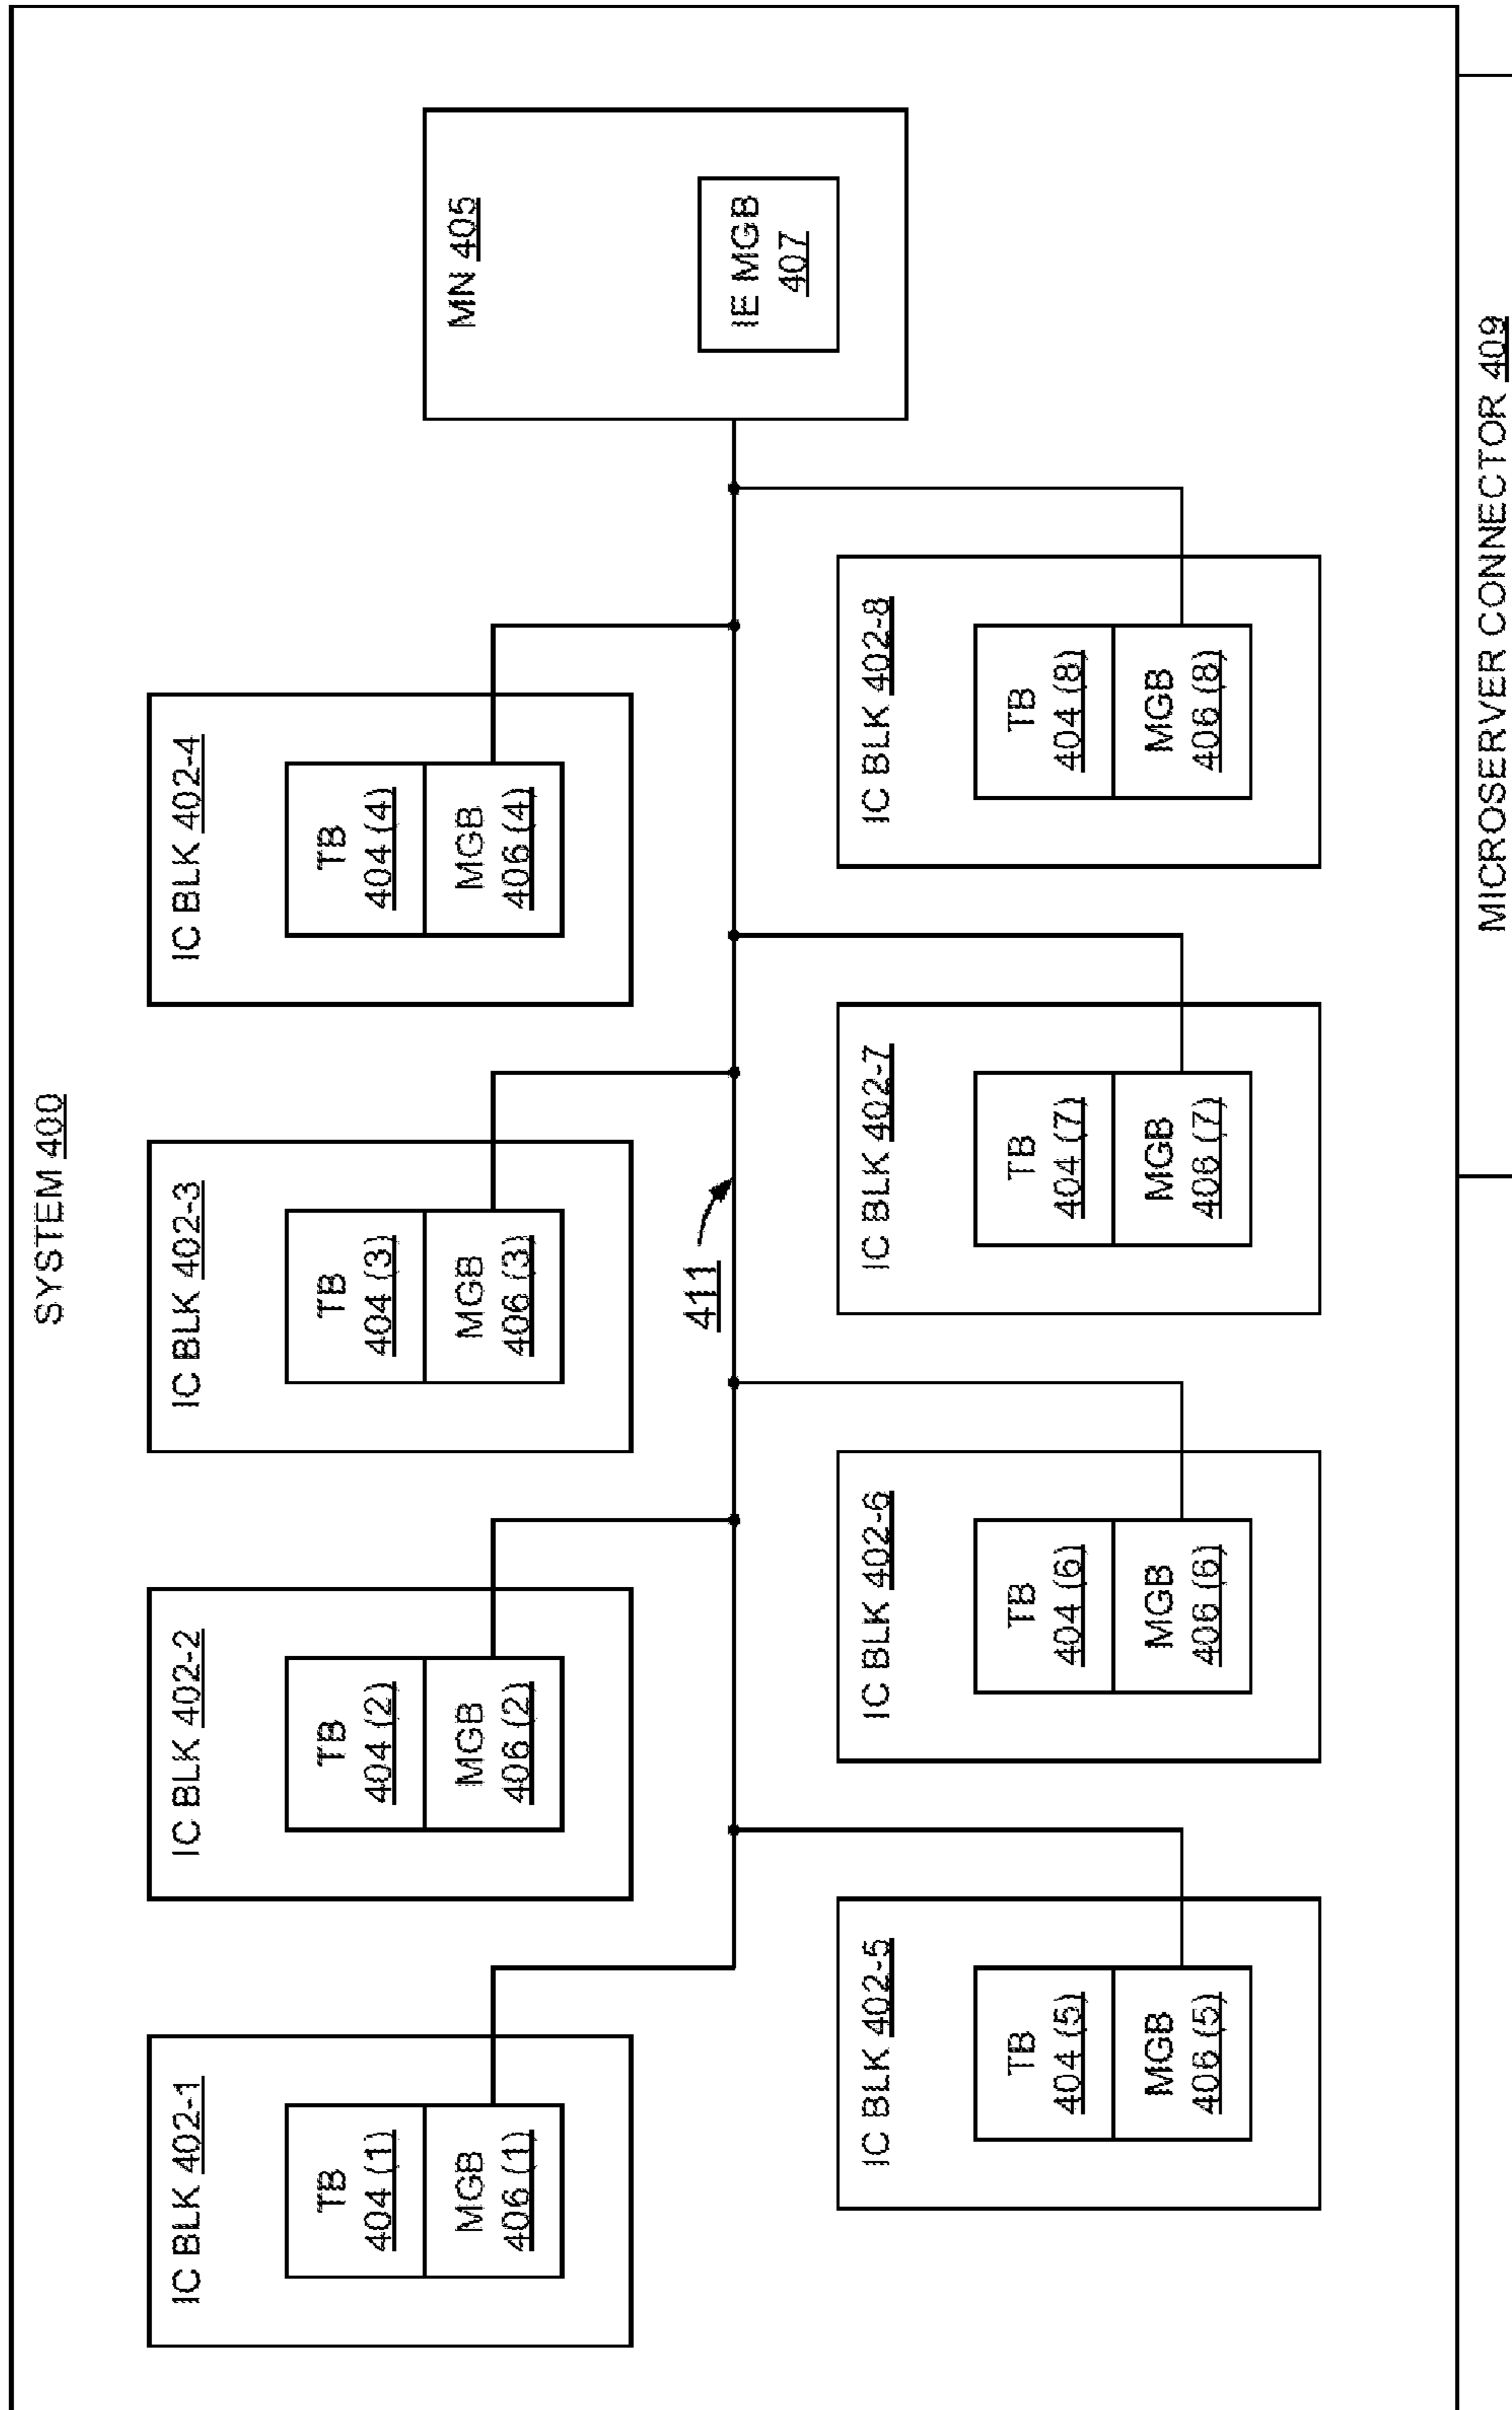 SYSTEM 400
IC BLK 402-1
TB
404 (1)
MGB
406 (1)
IC BLK 402-2
TB
404 (2)
MGB
406 (2)
IC BLK 402-3
TB
404 (3)
MGB
406 (3)
IC BLK 402-4
TB
404 (4)
MGB
406 (4)
MN 405
IE MGB
407
411
IC BLK 402-5
TB
404 (5)
MGB
406 (5)
IC BLK 402-6
TB
404 (6)
MGB
406 (6)
IC BLK 402-7
TB
404 (7)
MGB
406 (7)
IC BLK 402-8
TB
404 (8)
MGB
406 (8)
MICROSERVER CONNECTOR 409